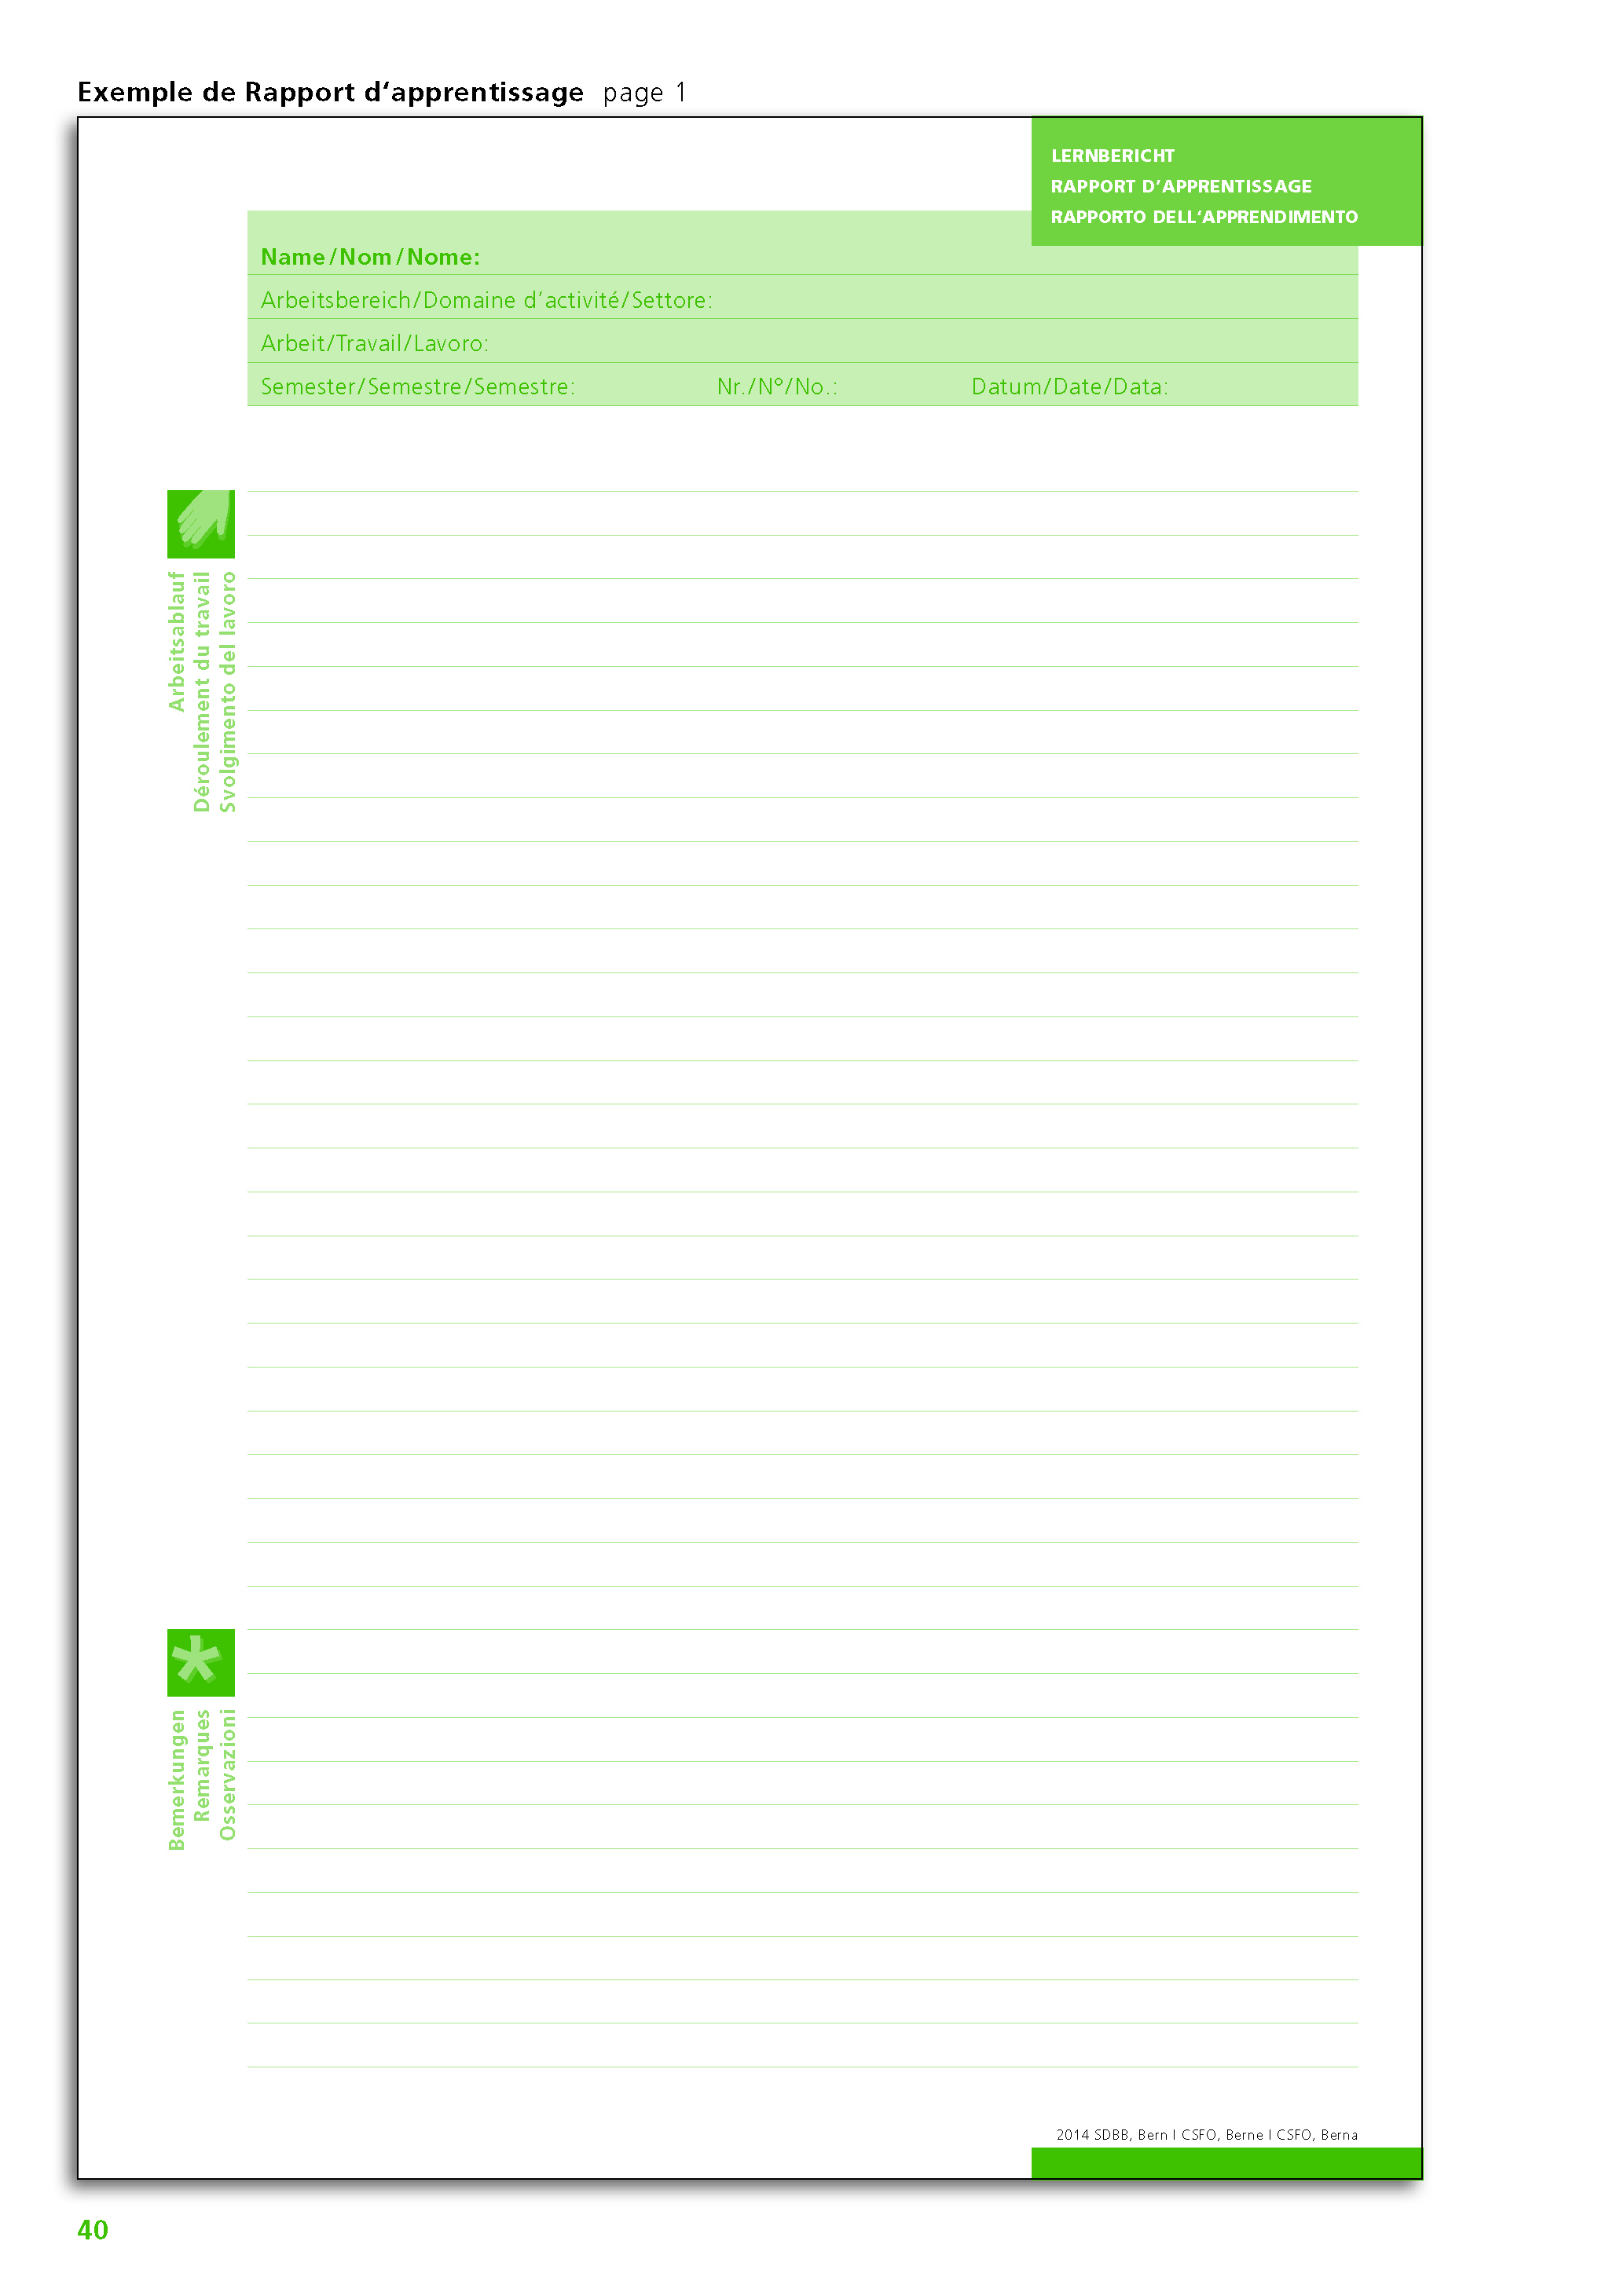 Exemple de Rapport d‘apprentissage page 1
LERNBERICHT
RAPPORT D’APPRENTISSAGE
RAPPORTO DELL‘APPRENDIMENTO
Name/Nom/Nome:
Arbeitsbereich/Domaine d’activité/Settore:
Arbeit/Travail/Lavoro:
Semester/Semestre/Semestre: Nr./N°/No.: Datum/Date/Data:
Arbeitsablauf
Déroulement du travail
Svolgimento del lavoro
Bemerkungen
Remarques
Osservazioni
2014 SDBB, Bern I CSFO, Berne I CSFO, Berna
40